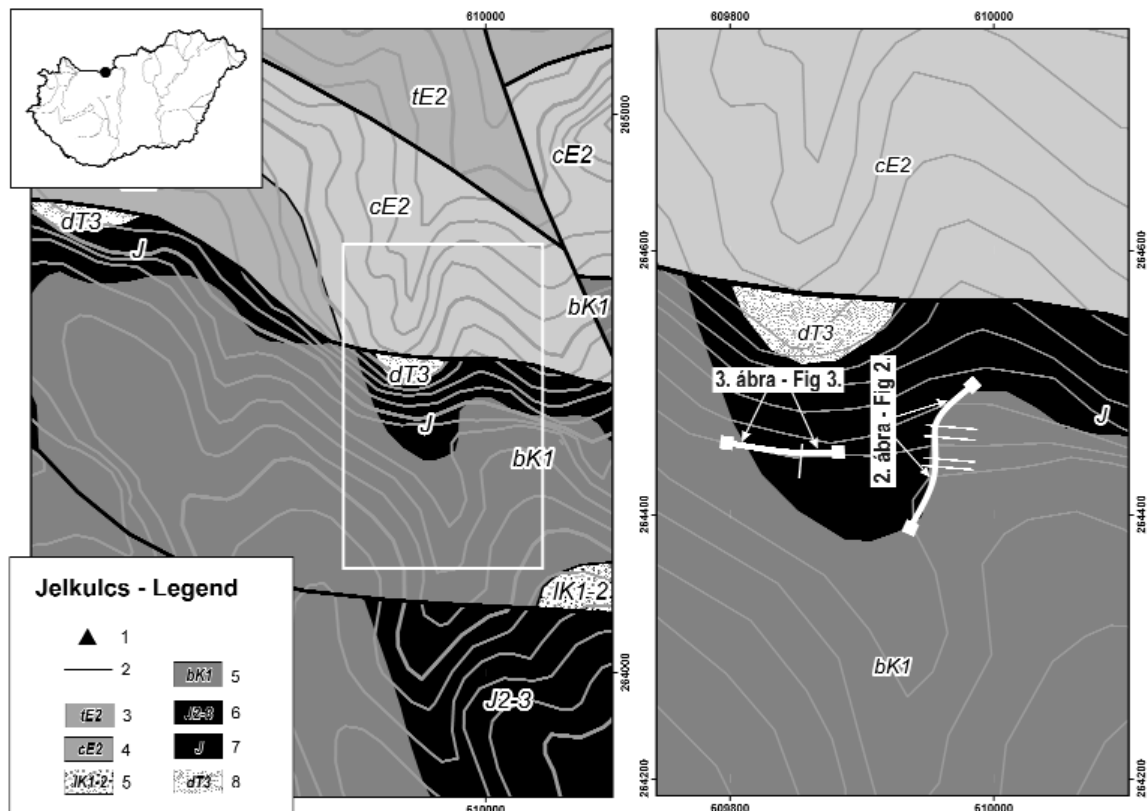 610000
609800
610000
tE2
265000
cE2
cE2
cE2
264600
264600
dT3
J
bK1
dT3
dT3
3. ábra - Fig 3.
2. ábra - Fig 2.
J
J
bK1
264400
264400
lK1-2
bK1
J2-3
264000
264200
264200
610000
609800
610000
Jelkulcs - Legend
1
2
bK1 5
tE2 3
J2-3 6
cE2 4
J 7
lK1-2 5
dT3 8